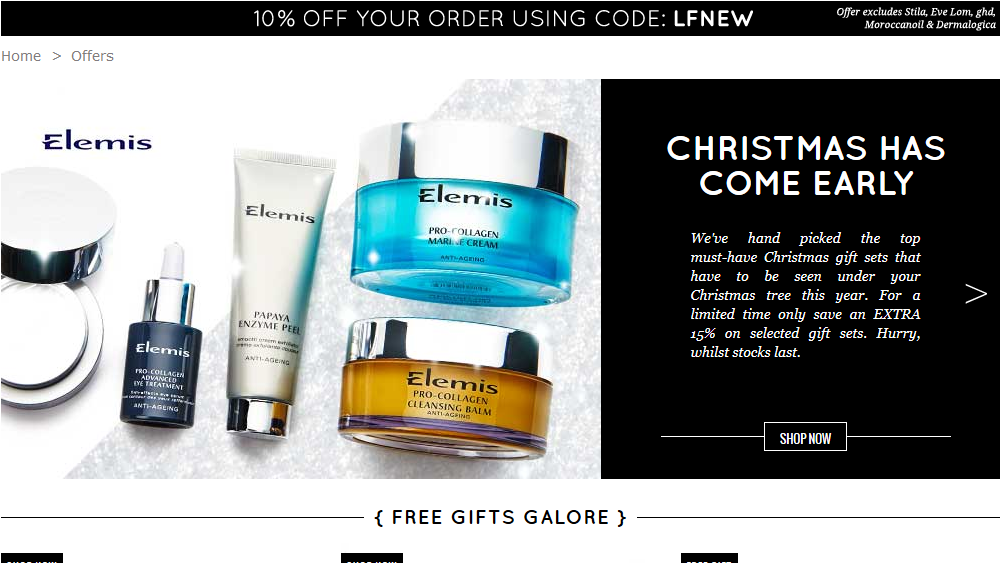 10% OFF YOUR ORDER USING CODE: LFNEW
Offer excludes Stila, Eve Lom, ghd,
Moroccanoil & Dermalogica
Home > Offers
Elemis
Elemis
PRO-COLLAGEN
ADVANCED
EYE TREATMENT
ANTI-AGEING
Elemis
PAPAYA
ENZYME PEEL
smooth cream exfoliator
ANTI-AGEING
Elemis
PRO-COLLAGEN
MARINE CREAM
ANTI-AGEING
Elemis
PRO-COLLAGEN
CLEANSING BALM
ANTI-AGEING
CHRISTMAS HAS
COME EARLY
We've hand picked the top
must-have Christmas gift sets that
have to be seen under your
Christmas tree this year. For a
limited time only save an EXTRA
15% on selected gift sets. Hurry,
whilst stocks last.
>
SHOP NOW
{ FREE GIFTS GALORE }